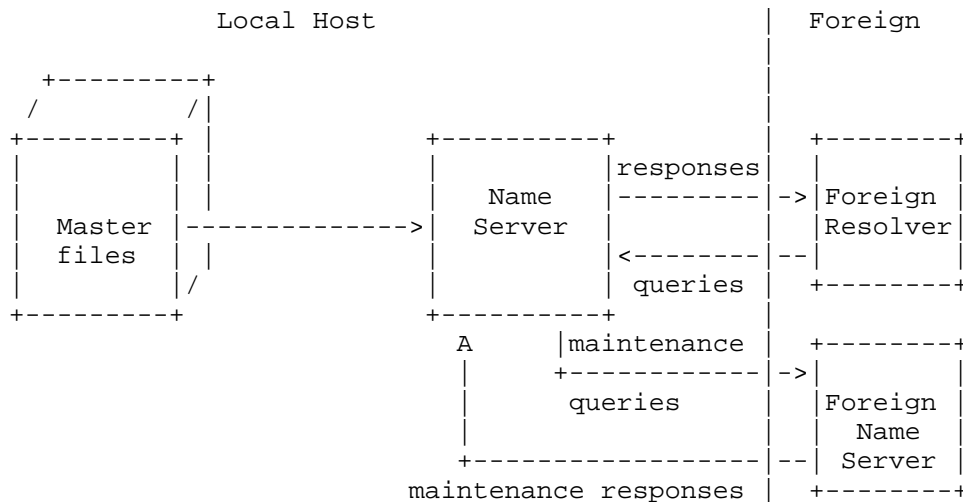 Local Host | Foreign
responses
Name
Foreign
Master
Server
Resolver
files
queries
A
maintenance
queries
Foreign
Name
Server
maintenance responses